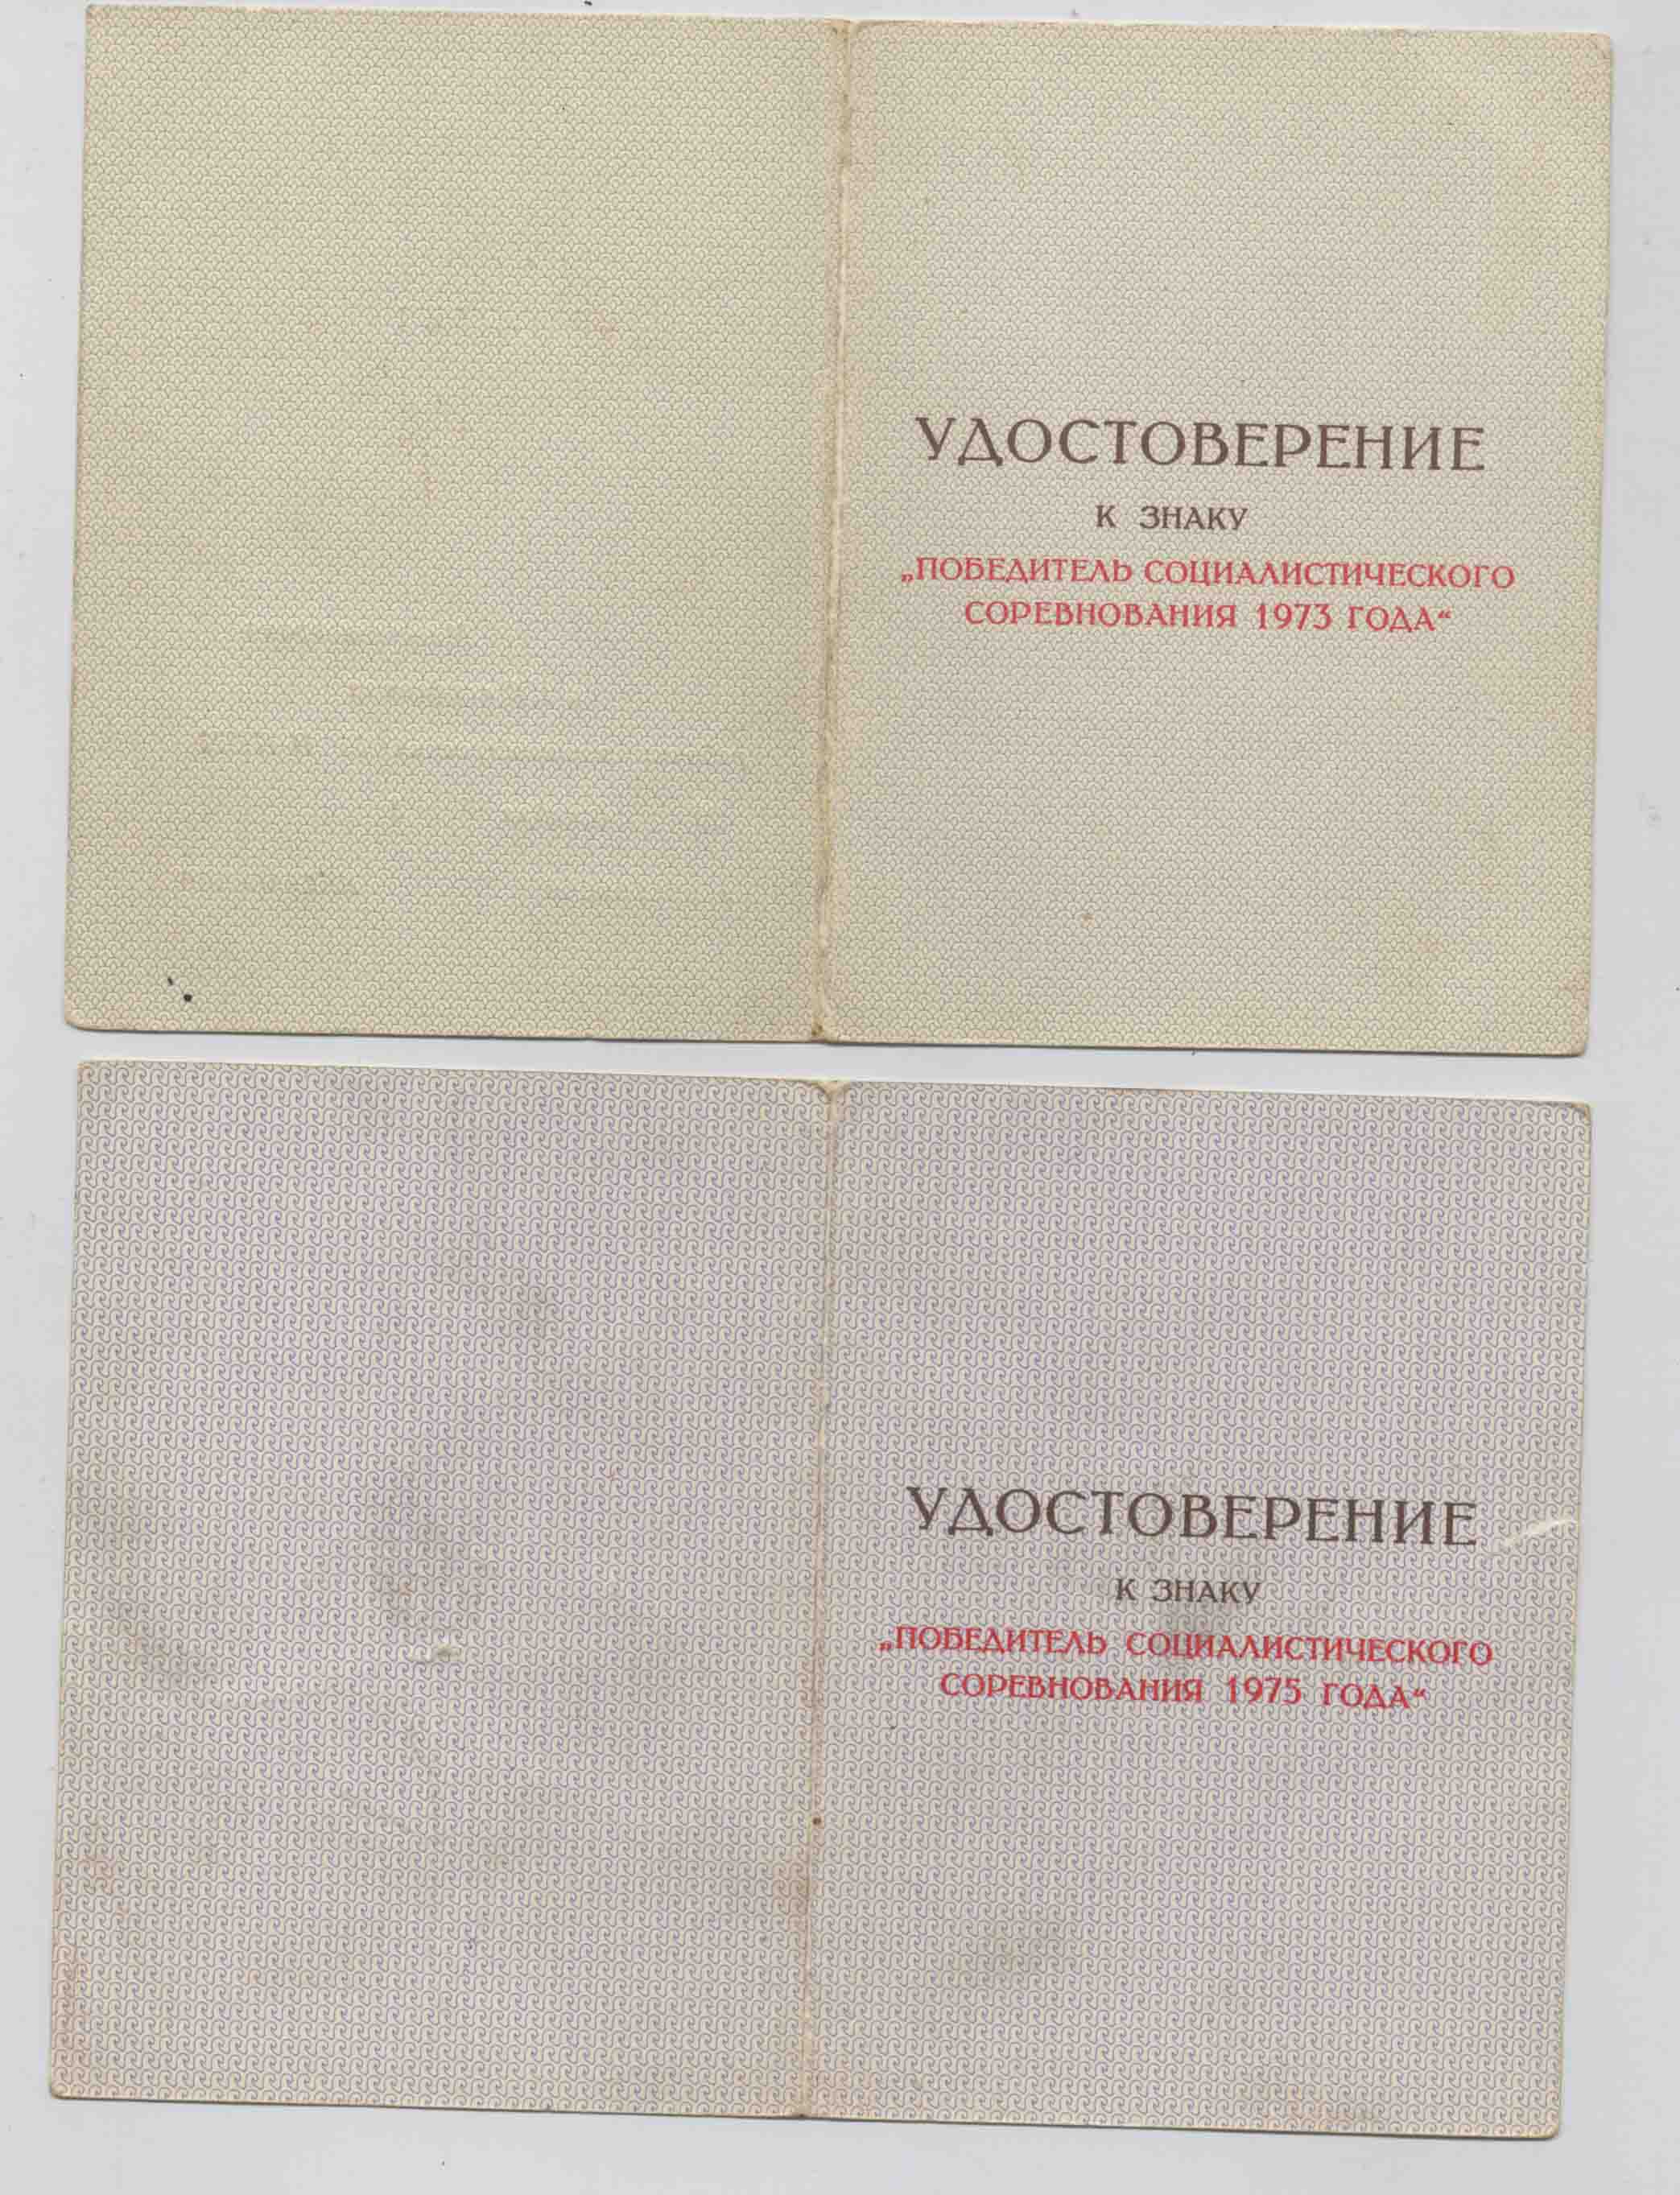 УДОСТОВЕРЕНИЕ
К ЗНАКУ
„ПОБЕДИТЕЛЬ СОЦИАЛИСТИЧЕСКОГО
СОРЕВНОВАНИЯ 1973 ГОДА“
УДОСТОВЕРЕНИЕ
К ЗНАКУ
„ПОБЕДИТЕЛЬ СОЦИАЛИСТИЧЕСКОГО
СОРЕВНОВАНИЯ 1975 ГОДА“